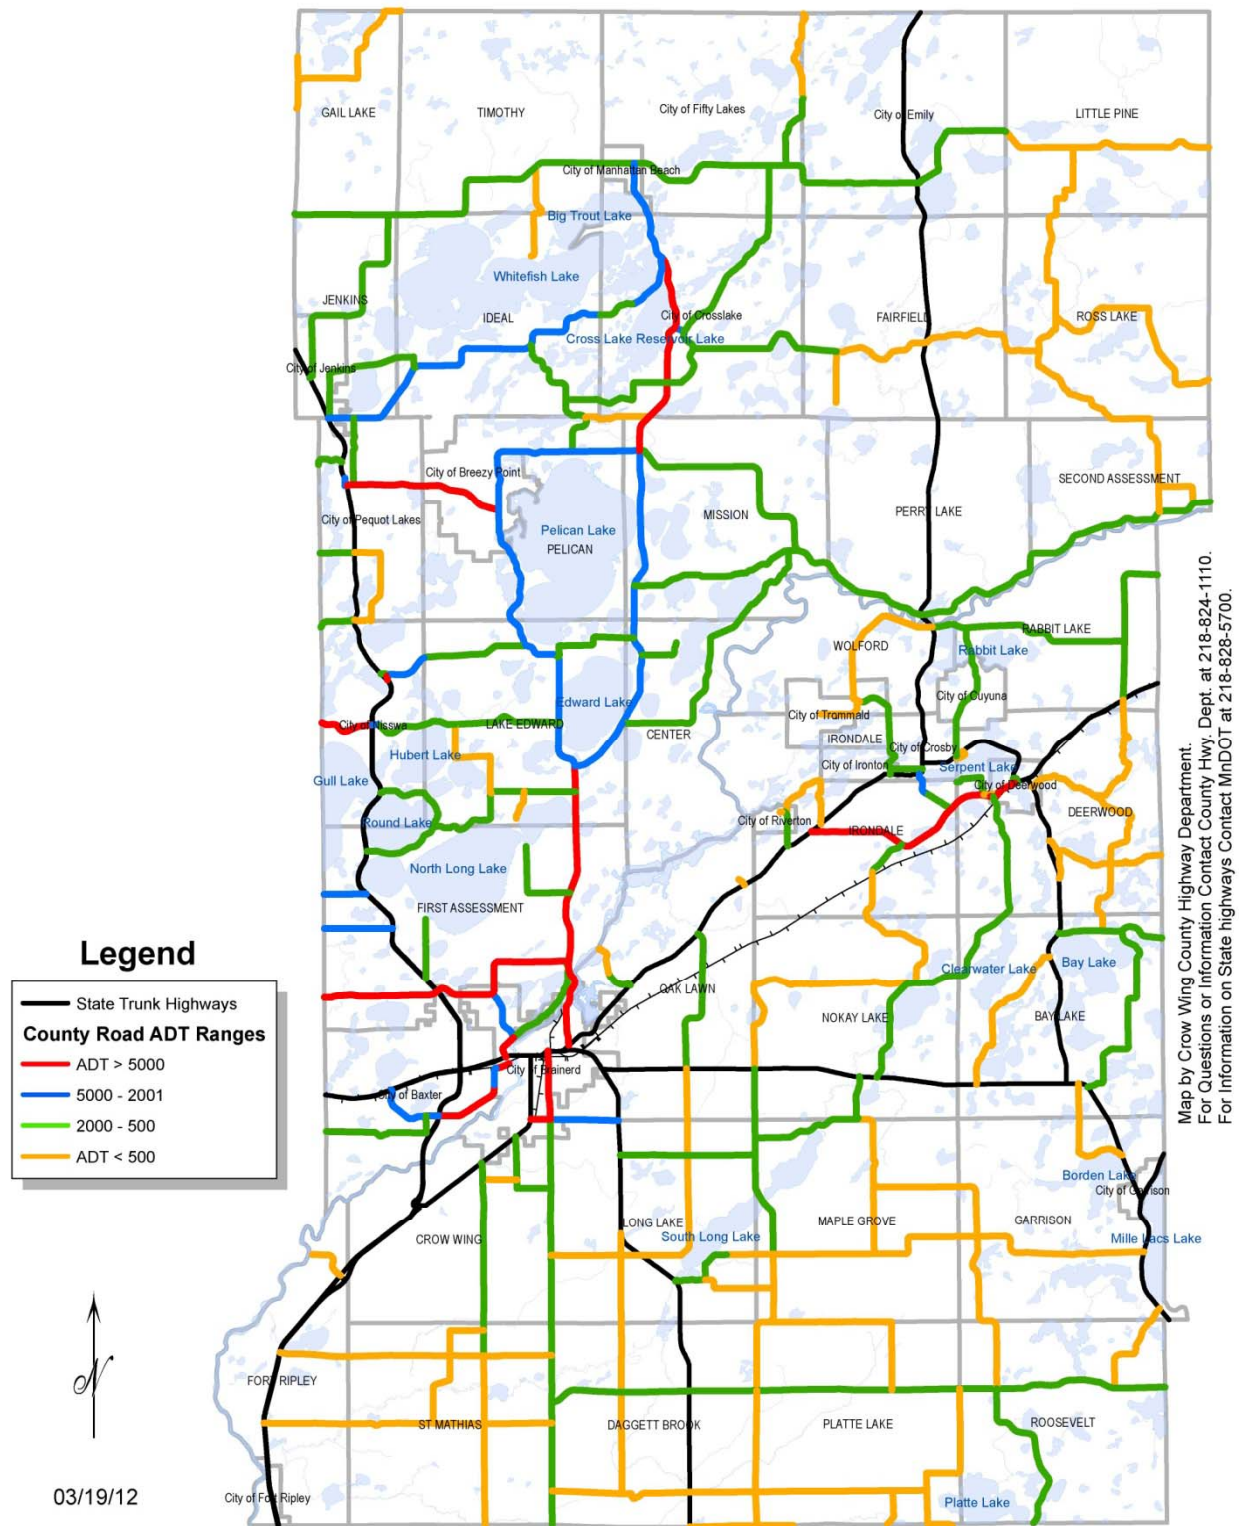 GAIL LAKE
TIMOTHY
City of Fifty Lakes
City of Emily
LITTLE PINE
City of Manhattan Beach
Big Trout Lake
Whitefish Lake
JENKINS
IDEAL
City of Crosslake
FAIRFIELD
ROSS LAKE
Cross Lake Reservoir Lake
City of Jenkins
City of Breezy Point
SECOND ASSESSMENT
City of Pequot Lakes
MISSION
PERRY LAKE
Pelican Lake
PELICAN
WOLFORD
RABBIT LAKE
Rabbit Lake
City of Cuyuna
Edward Lake
City of Trommald
City of Nisswa
LAKE EDWARD
CENTER
IRONDALE
City of Crosby
Hubert Lake
City of Ironton
Serpent Lake
Gull Lake
City of Deerwood
Round Lake
City of Riverton
IRONDALE
DEERWOOD
North Long Lake
FIRST ASSESSMENT
Clearwater Lake
Bay Lake
OAK LAWN
NOKAY LAKE
BAY LAKE
City of Brainerd
City of Baxter
Borden Lake
City of Garrison
CROW WING
LONG LAKE
South Long Lake
MAPLE GROVE
GARRISON
Mille Lacs Lake
FORT RIPLEY
ST MATHIAS
DAGGETT BROOK
PLATTE LAKE
ROOSEVELT
City of Fort Ripley
Platte Lake
Legend
State Trunk Highways
County Road ADT Ranges
ADT > 5000
5000 - 2001
2000 - 500
ADT < 500
N
03/19/12
Map by Crow Wing County Highway Department.
For Questions or Information Contact County Hwy. Dept. at 218-824-1110.
For Information on State highways Contact MnDOT at 218-828-5700.